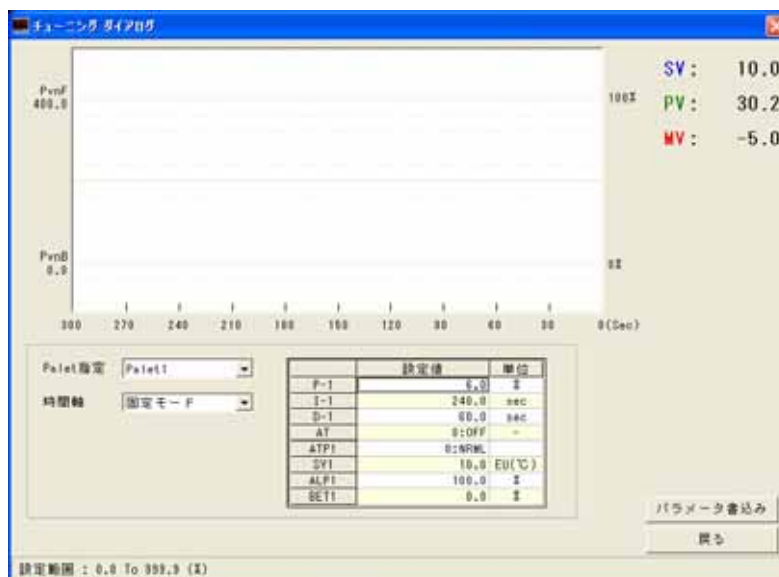 チューニング ダイアログ
SV: 10.0
PvnF
400.0
100%
PV: 30.2
MV: -5.0
PvnB
0.0
0%
300 270 240 210 180 150 120 90 60 30 0(Sec)
Palet指定 Palet1
時間軸 固定モード
設定値 単位
P-1 6.0 %
I-1 240.0 sec
D-1 60.0 sec
AT 0:OFF -
ATP1 0:NRML
SV1 10.0 EU(℃)
ALP1 100.0 %
BET1 0.0 %
パラメータ書込み
戻る
設定範囲 : 0.0 To 999.9 (%)